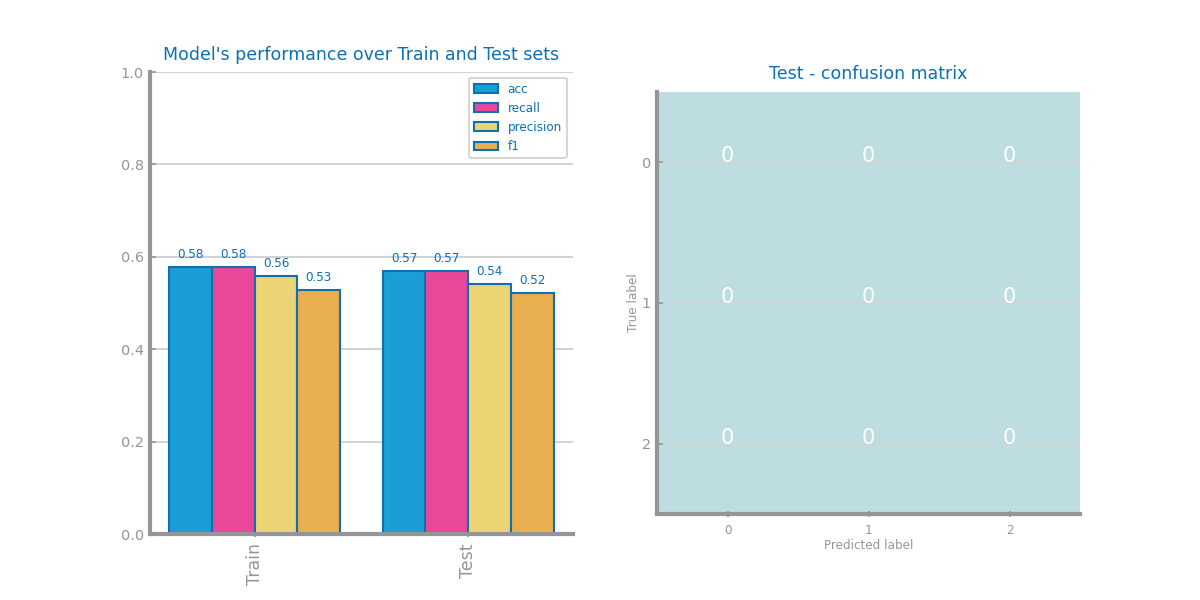 Model's performance over Train and Test sets
1.0
0.8
0.6
0.4
0.2
0.0
acc
recall
precision
f1
0.58 0.58 0.56 0.53 0.57 0.57 0.54 0.52
Train Test
Test - confusion matrix
True label
0 0 0 0
1 0 0 0
2 0 0 0
0 1 2
Predicted label